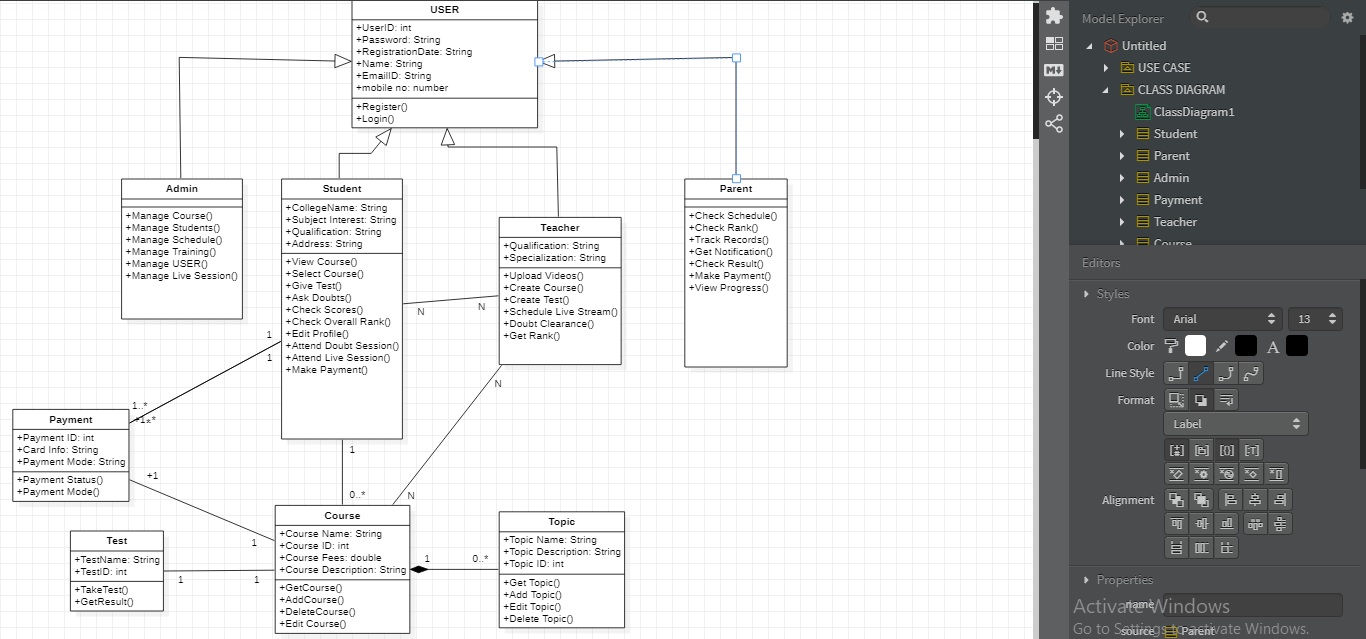 USER
+UserID: int
+Password: String
+RegistrationDate: String
+Name: String
+EmailID: String
+mobile no: number
+Register()
+Login()
Admin
+Manage Course()
+Manage Students()
+Manage Schedule()
+Manage Training()
+Manage USER()
+Manage Live Session()
Student
+CollegeName: String
+Subject Interest: String
+Qualification: String
+Address: String
+View Course()
+Select Course()
+Give Test()
+Ask Doubts()
+Check Scores()
+Check Overall Rank()
+Edit Profile()
+Attend Doubt Session()
+Attend Live Session()
+Make Payment()
Teacher
+Qualification: String
+Specialization: String
+Upload Videos()
+Create Course()
+Create Test()
+Schedule Live Stream()
+Doubt Clearance()
+Get Rank()
Parent
+Check Schedule()
+Check Rank()
+Track Records()
+Get Notification()
+Check Result()
+Make Payment()
+View Progress()
N
N
1
1
1..*
+1..*
Payment
+Payment ID: int
+Card Info: String
+Payment Mode: String
+Payment Status()
+Payment Mode()
+1
1
1
0..*
N
N
Test
+TestName: String
+TestID: int
+TakeTest()
+GetResult()
1
1
Course
+Course Name: String
+Course ID: int
+Course Fees: double
+Course Description: String
+GetCourse()
+AddCourse()
+DeleteCourse()
+Edit Course()
1
0..*
Topic
+Topic Name: String
+Topic Description: String
+Topic ID: int
+Get Topic()
+Add Topic()
+Edit Topic()
+Delete Topic()
M
Model Explorer
Untitled
USE CASE
CLASS DIAGRAM
ClassDiagram1
Student
Parent
Admin
Payment
Teacher
Course
Editors
Styles
Font Arial 13
Color A
Line Style
Format
Label
Alignment
Properties
name
Activate Windows
Go to Settings to activate Windows.
source Parent